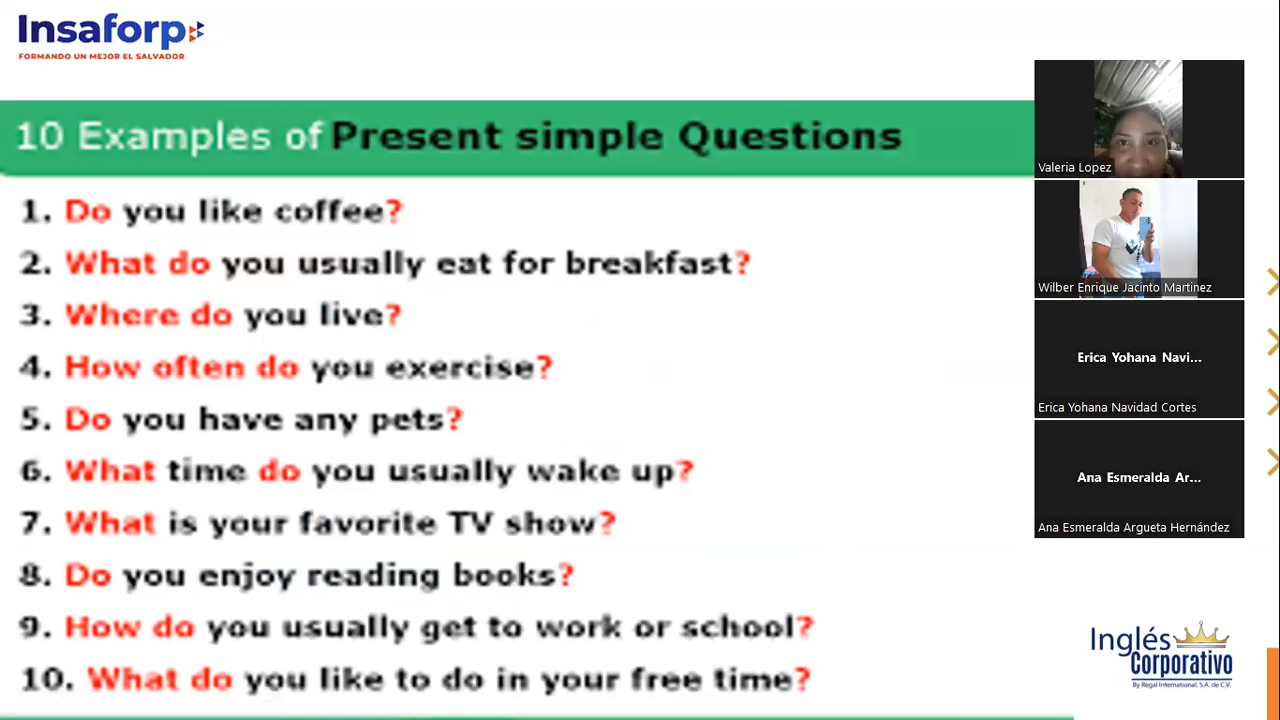 Insaforp
FORMANDO UN MEJOR EL SALVADOR
10 Examples of Present simple Questions
1. Do you like coffee?
2. What do you usually eat for breakfast?
3. Where do you live?
4. How often do you exercise?
5. Do you have any pets?
6. What time do you usually wake up?
7. What is your favorite TV show?
8. Do you enjoy reading books?
9. How do you usually get to work or school?
10. What do you like to do in your free time?
Valeria Lopez
Wilber Enrique Jacinto Martinez
Erica Yohana Navi...
Erica Yohana Navidad Cortes
Ana Esmeralda Ar...
Ana Esmeralda Argueta Hernández
Inglés
Corporativo
By Regal International, S.A. de C.V.